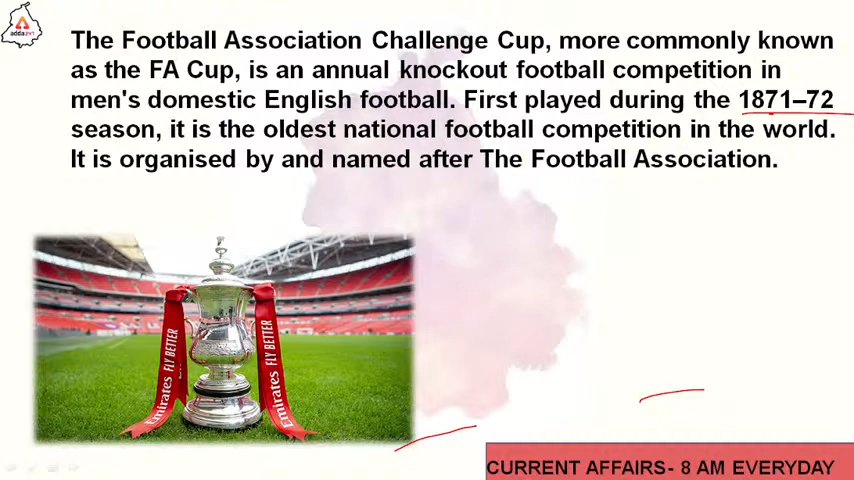 adda247
The Football Association Challenge Cup, more commonly known
as the FA Cup, is an annual knockout football competition in
men's domestic English football. First played during the 1871–72
season, it is the oldest national football competition in the world.
It is organised by and named after The Football Association.
Emirates FLY BETTER
Emirates FLY BETTER
CURRENT AFFAIRS- 8 AM EVERYDAY